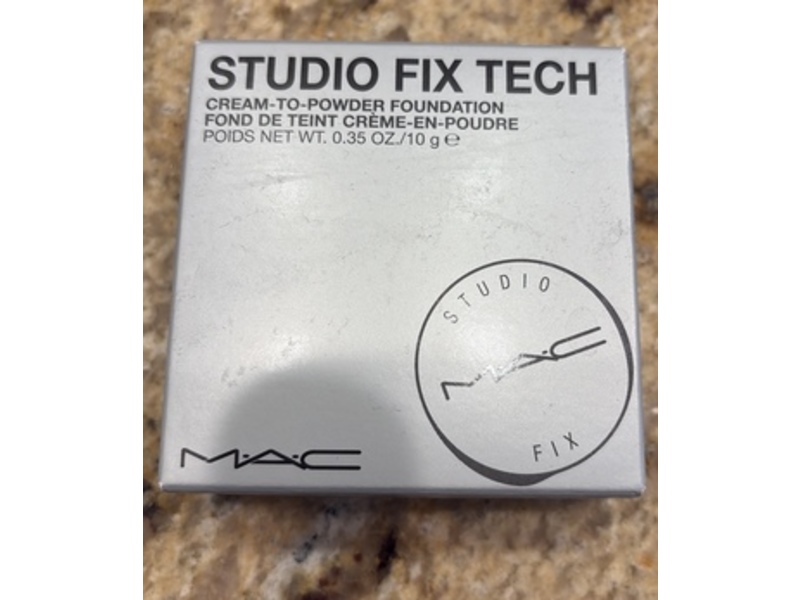 STUDIO FIX TECH
CREAM-TO-POWDER FOUNDATION
FOND DE TEINT CRÈME-EN-POUDRE
POIDS NET WT. 0.35 OZ./10 g ℮
STUDIO
M·A·C
FIX
M·A·C